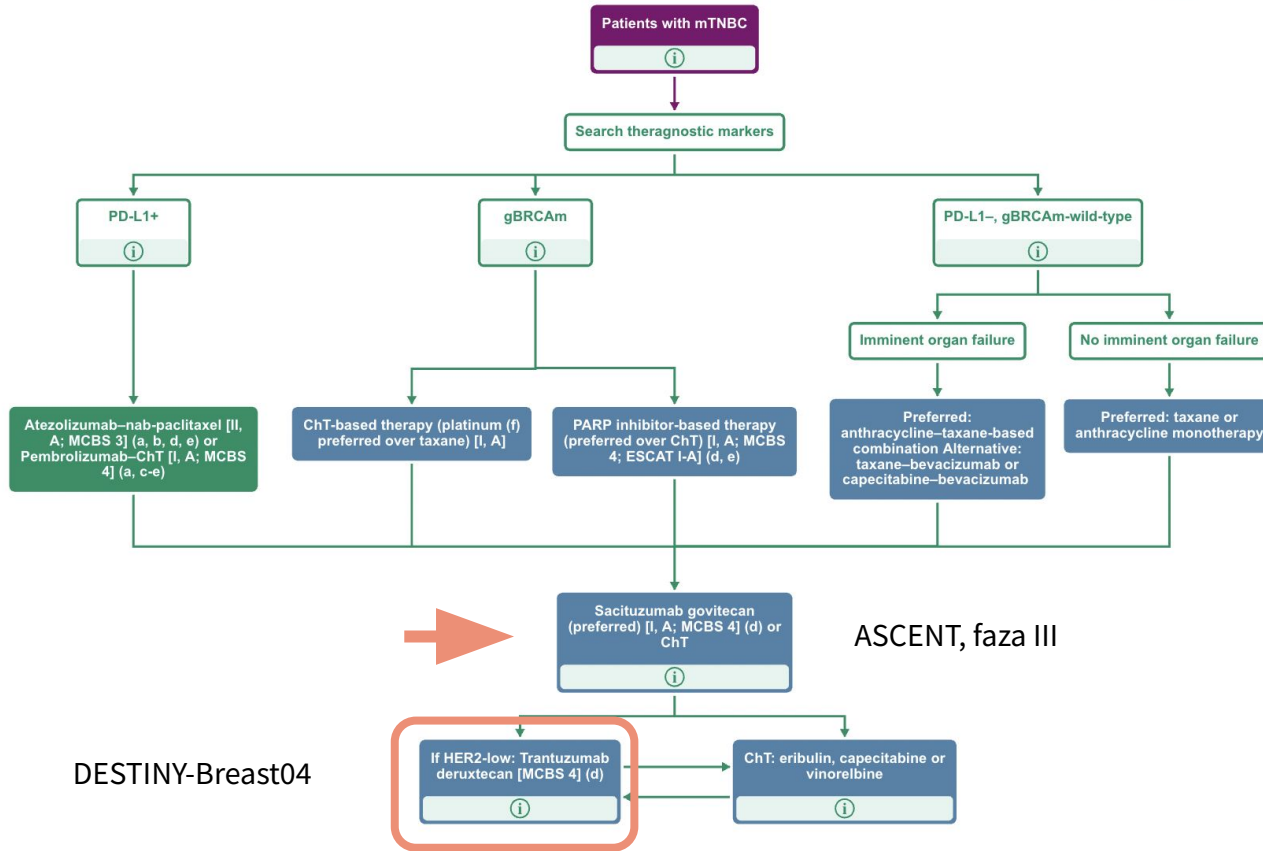 Patients with mTNBC
i
Search theragnostic markers
PD-L1+
i
gBRCAm
i
PD-L1–, gBRCAm-wild-type
i
Imminent organ failure
No imminent organ failure
Atezolizumab–nab-paclitaxel [II,
A; MCBS 3] (a, b, d, e) or
Pembrolizumab–ChT [I, A; MCBS
4] (a, c-e)
ChT-based therapy (platinum (f)
preferred over taxane) [I, A]
PARP inhibitor-based therapy
(preferred over ChT) [I, A; MCBS
4; ESCAT I-A] (d, e)
Preferred:
anthracycline–taxane-based
combination Alternative:
taxane–bevacizumab or
capecitabine–bevacizumab
Preferred: taxane or
anthracycline monotherapy
Sacituzumab govitecan
(preferred) [I, A; MCBS 4] (d) or
ChT
i
ASCENT, faza III
DESTINY-Breast04
If HER2-low: Trantuzumab
deruxtecan [MCBS 4] (d)
i
ChT: eribulin, capecitabine or
vinorelbine
i